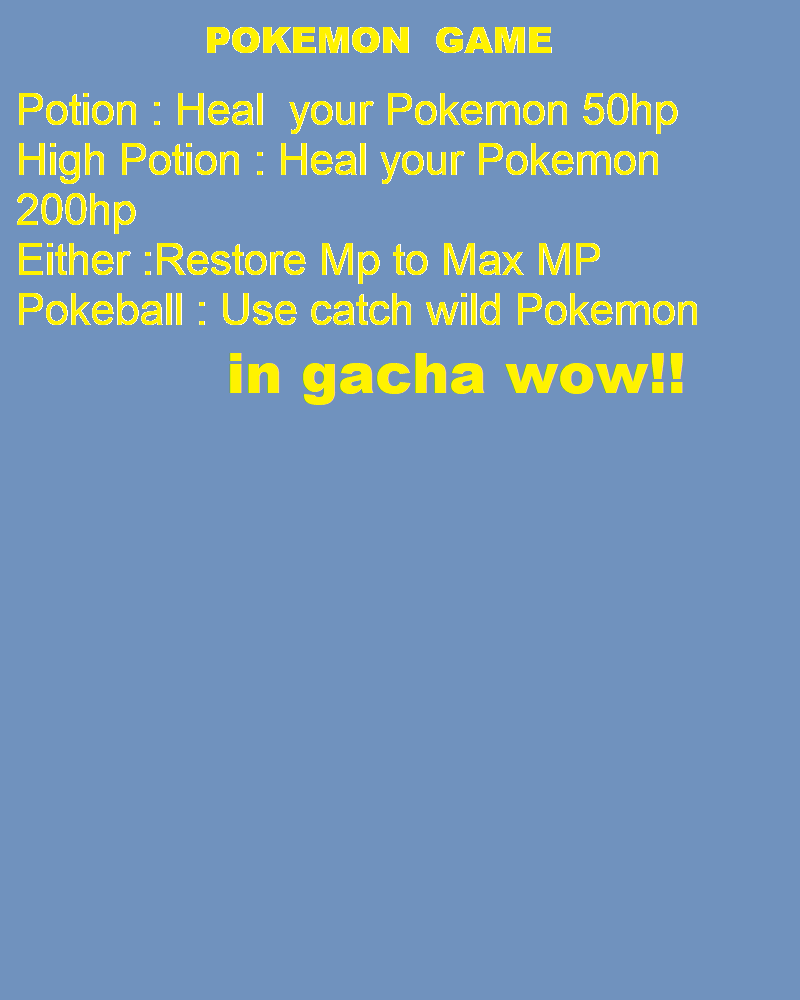 POKEMON  GAME
Potion : Heal  your Pokemon 50hp
High Potion : Heal your Pokemon
200hp
Either :Restore Mp to Max MP
Pokeball : Use catch wild Pokemon
in gacha wow!!